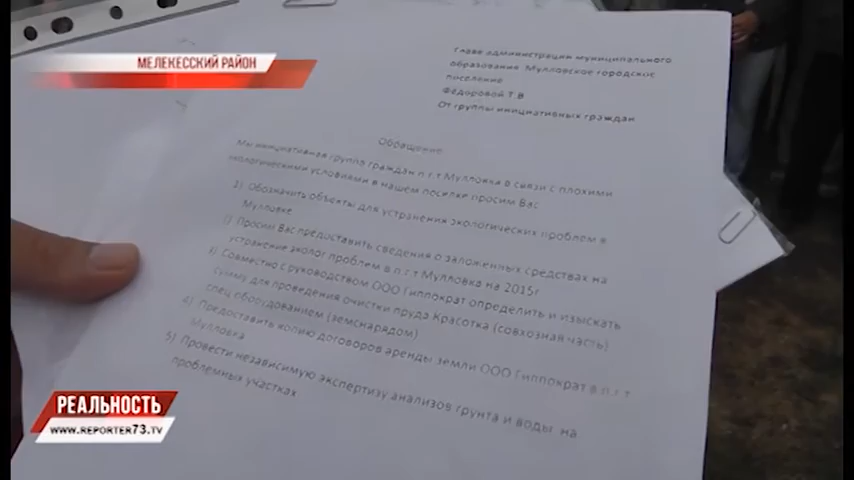 МЕЛЕКЕССКИЙ РАЙОН
Главе администрации муниципального
образования Мулловское городское
поселение
Фёдоровой Т.В
От группы инициативных граждан
Обращение
Мы инициативная группа граждан п.г.т Мулловка в связи с плохими
экологическими условиями в нашем поселке просим Вас
1) Обозначить объекты для устранения экологических проблем в
Мулловке
2) Просим Вас предоставить сведения о заложенных средствах на
устранение эколог проблем в п.г.т Мулловка на 2015г
3) Совместно с руководством ООО Гиппократ определить и изыскать
сумму для проведения очистки пруда Красотка (совхозная часть)
спец оборудованием (земснарядом)
4) Предоставить копию договоров аренды земли ООО Гиппократ в п.г.т
Мулловка
5) Провести независимую экспертизу анализов грунта и воды на
проблемных участках
РЕАЛЬНОСТЬ
WWW.REPORTER73.TV